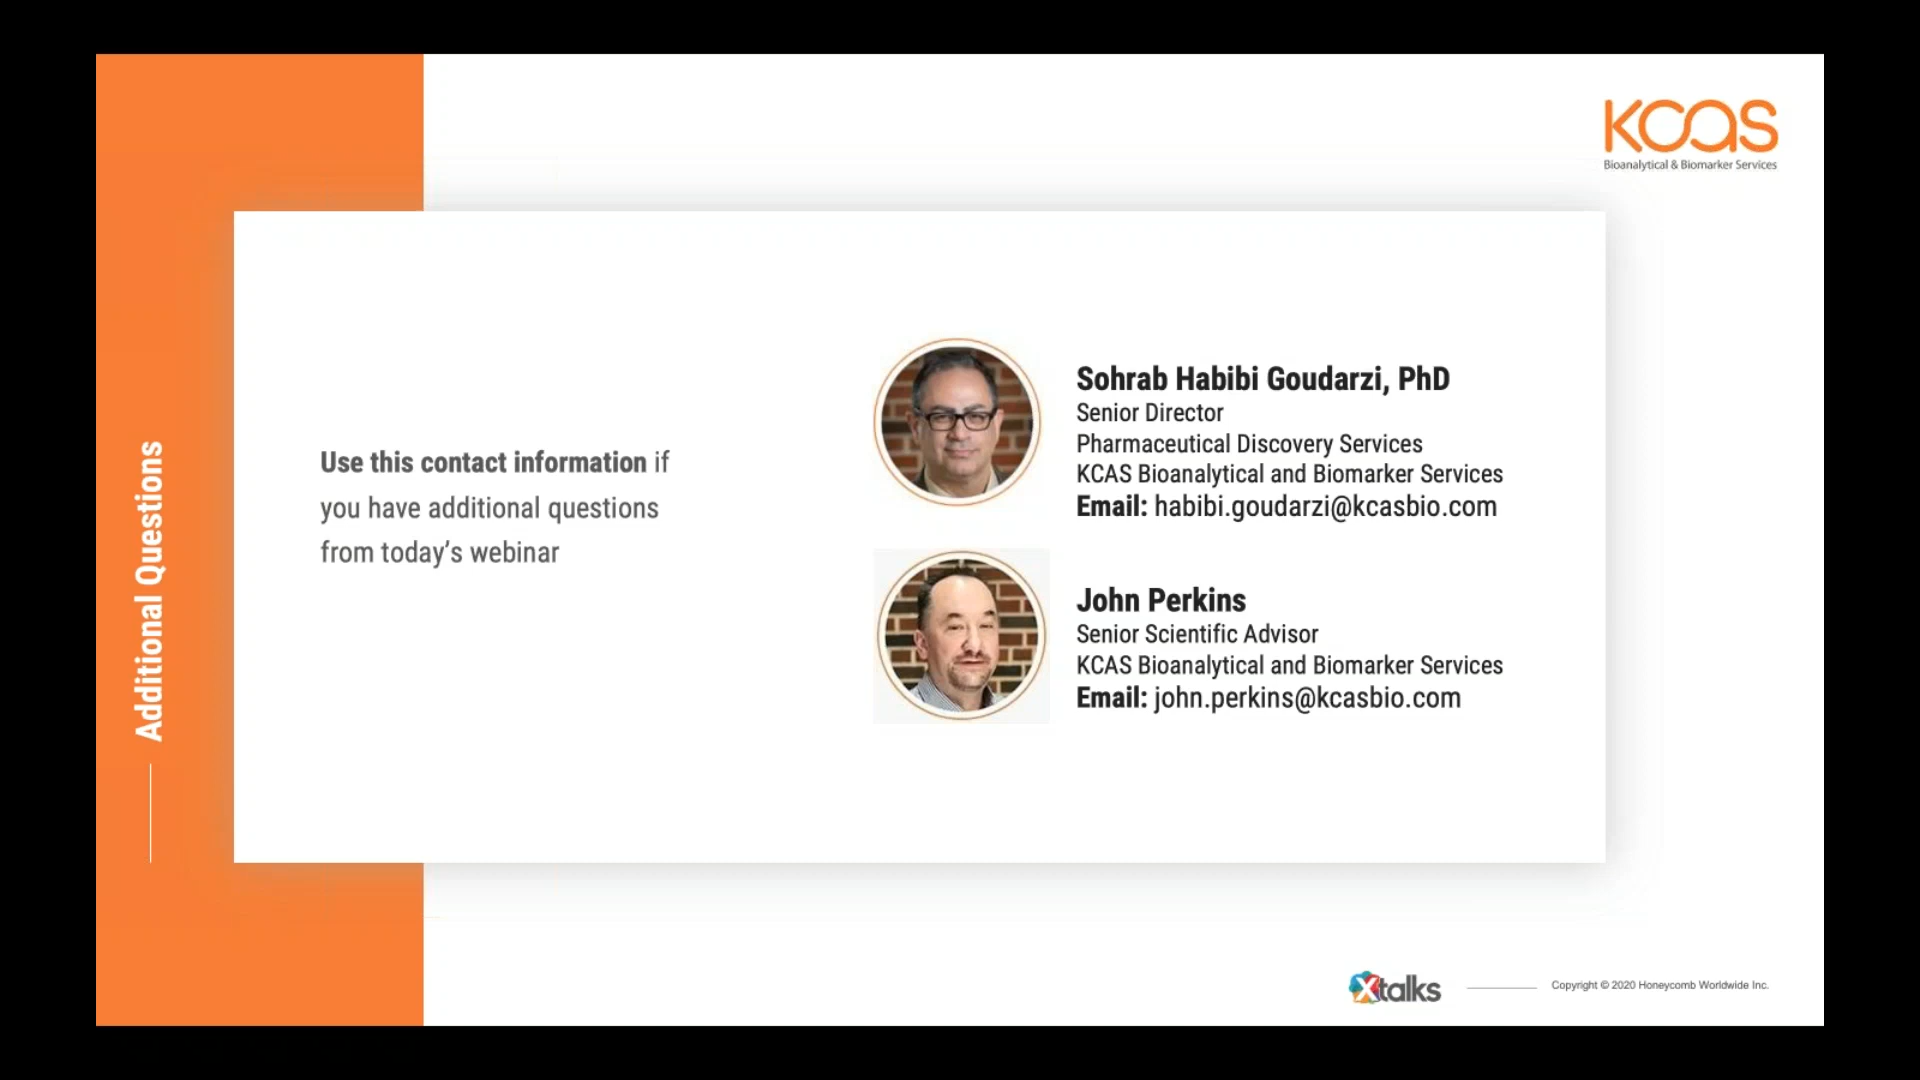 KCAS
Bioanalytical & Biomarker Services
Additional Questions
Use this contact information if
you have additional questions
from today’s webinar
Sohrab Habibi Goudarzi, PhD
Senior Director
Pharmaceutical Discovery Services
KCAS Bioanalytical and Biomarker Services
Email: habibi.goudarzi@kcasbio.com
John Perkins
Senior Scientific Advisor
KCAS Bioanalytical and Biomarker Services
Email: john.perkins@kcasbio.com
Xtalks
Copyright © 2020 Honeycomb Worldwide Inc.